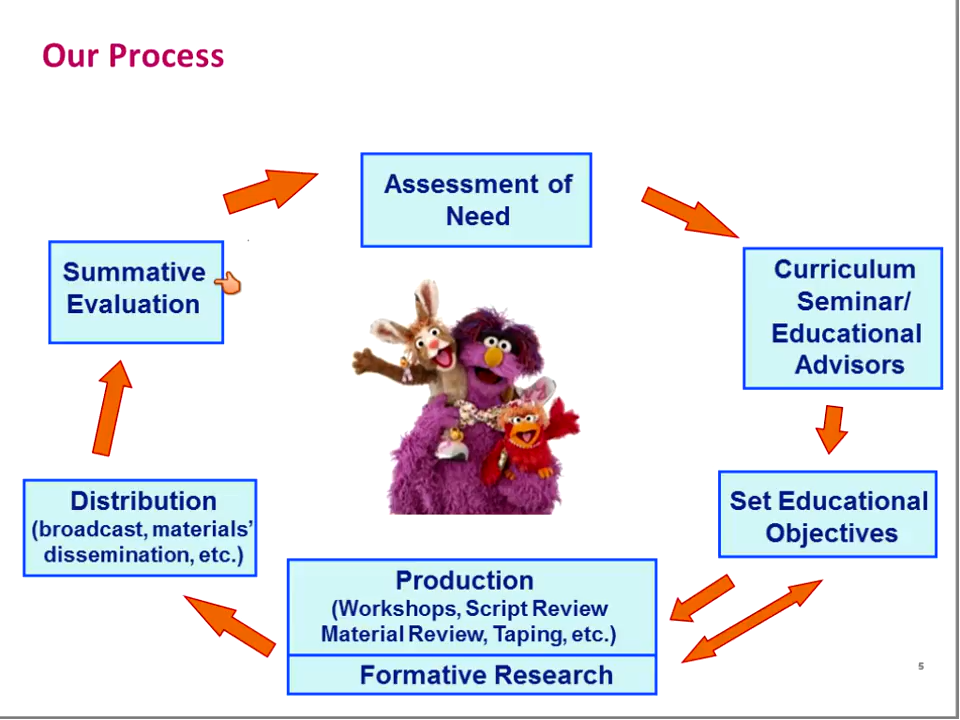 Our Process
Assessment of
Need
Curriculum
Seminar/
Educational
Advisors
Set Educational
Objectives
Production
(Workshops, Script Review
Material Review, Taping, etc.)
Formative Research
Distribution
(broadcast, materials’
dissemination, etc.)
Summative
Evaluation
5